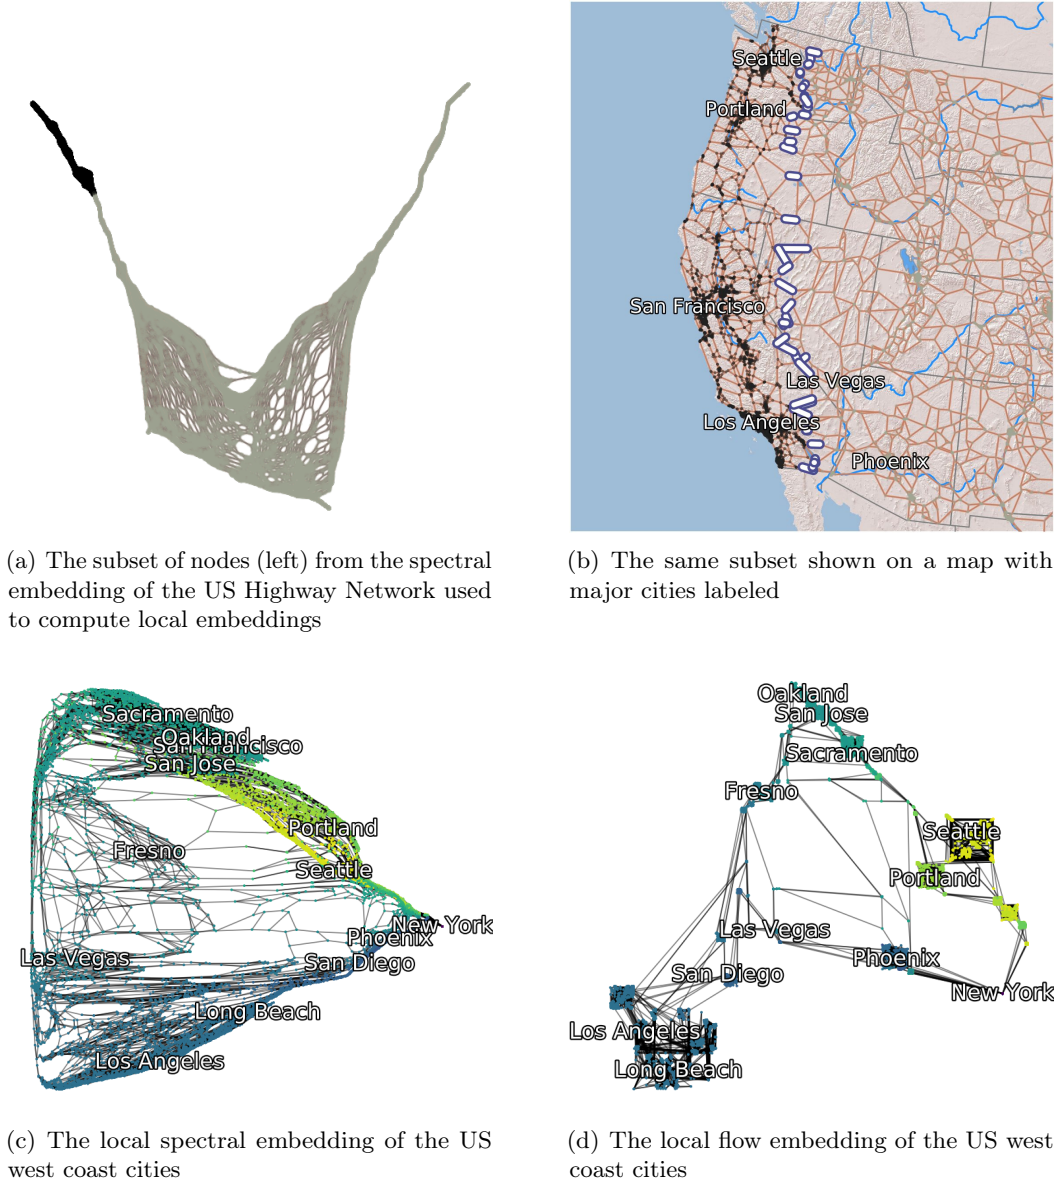 Seattle
Portland
San Francisco
Las Vegas
Los Angeles
Phoenix
(a) The subset of nodes (left) from the spectral
embedding of the US Highway Network used
to compute local embeddings
(b) The same subset shown on a map with
major cities labeled
Sacramento
Oakland
San Francisco
San Jose
Portland
Fresno
Seattle
New York
Phoenix
Las Vegas
San Diego
Long Beach
Los Angeles
Oakland
San Jose
Sacramento
Fresno
Seattle
Portland
Las Vegas
Phoenix
San Diego
New York
Los Angeles
Long Beach
(c) The local spectral embedding of the US
west coast cities
(d) The local flow embedding of the US west
coast cities